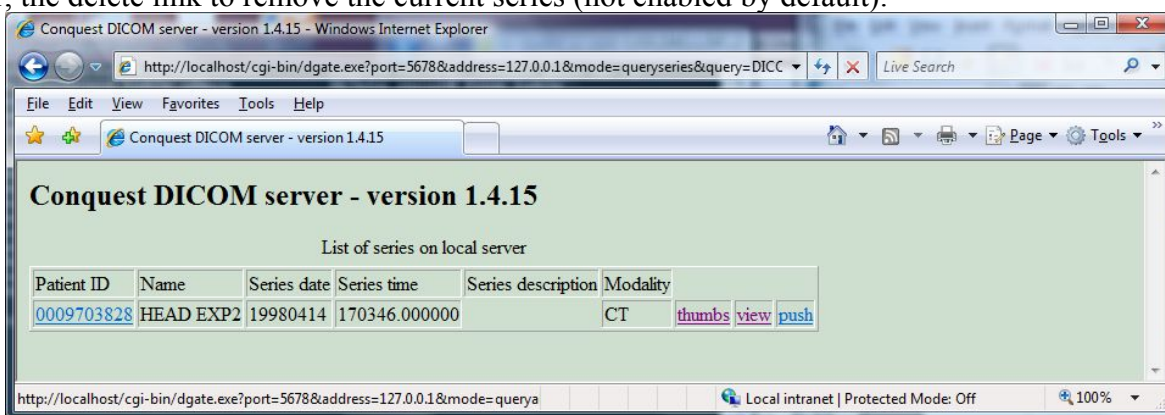 , the delete link to remove the current series (not enabled by default).
Conquest DICOM server - version 1.4.15 - Windows Internet Explorer
http://localhost/cgi-bin/dgate.exe?port=5678&address=127.0.0.1&mode=queryseries&query=DICC
Live Search
File Edit View Favorites Tools Help
Conquest DICOM server - version 1.4.15
Page Tools
Conquest DICOM server - version 1.4.15
List of series on local server
Patient ID Name Series date Series time Series description Modality
0009703828 HEAD EXP2 19980414 170346.000000 CT thumbs view push
http://localhost/cgi-bin/dgate.exe?port=5678&address=127.0.0.1&mode=querya Local intranet | Protected Mode: Off 100%